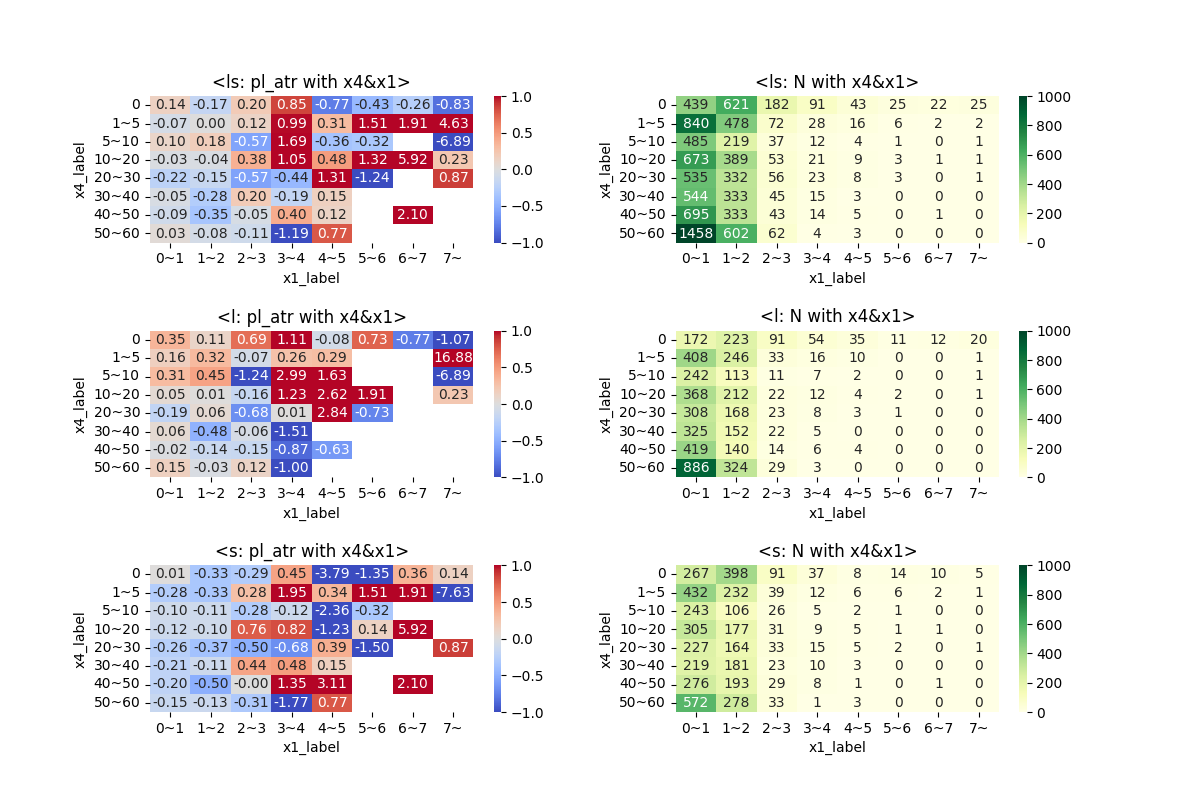 <ls: pl_atr with x4&x1>
0 0.14 -0.17 0.20 0.85 -0.77 -0.43 -0.26 -0.83 1.0
1~5 -0.07 0.00 0.12 0.99 0.31 1.51 1.91 4.63
5~10 0.10 0.18 -0.57 1.69 -0.36 -0.32 -6.89 0.5
10~20 -0.03 -0.04 0.38 1.05 0.48 1.32 5.92 0.23
x4_label 0.0
20~30 -0.22 -0.15 -0.57 -0.44 1.31 -1.24 0.87
30~40 -0.05 -0.28 0.20 -0.19 0.15
40~50 -0.09 -0.35 -0.05 0.40 0.12 2.10 −0.5
50~60 0.03 -0.08 -0.11 -1.19 0.77 −1.0
0~1 1~2 2~3 3~4 4~5 5~6 6~7 7~
x1_label
<ls: N with x4&x1>
0 439 621 182 91 43 25 22 25 1000
1~5 840 478 72 28 16 6 2 2 800
5~10 485 219 37 12 4 1 0 1
10~20 673 389 53 21 9 3 1 1 600
x4_label
20~30 535 332 56 23 8 3 0 1 400
30~40 544 333 45 15 3 0 0 0
40~50 695 333 43 14 5 0 1 0 200
50~60 1458 602 62 4 3 0 0 0 0
0~1 1~2 2~3 3~4 4~5 5~6 6~7 7~
x1_label
<l: pl_atr with x4&x1>
0 0.35 0.11 0.69 1.11 -0.08 0.73 -0.77 -1.07 1.0
1~5 0.16 0.32 -0.07 0.26 0.29 16.88
5~10 0.31 0.45 -1.24 2.99 1.63 -6.89 0.5
10~20 0.05 0.01 -0.16 1.23 2.62 1.91 0.23
x4_label 0.0
20~30 -0.19 0.06 -0.68 0.01 2.84 -0.73
30~40 0.06 -0.48 -0.06 -1.51
40~50 -0.02 -0.14 -0.15 -0.87 -0.63 −0.5
50~60 0.15 -0.03 0.12 -1.00 −1.0
0~1 1~2 2~3 3~4 4~5 5~6 6~7 7~
x1_label
<l: N with x4&x1>
0 172 223 91 54 35 11 12 20 1000
1~5 408 246 33 16 10 0 0 1 800
5~10 242 113 11 7 2 0 0 1
10~20 368 212 22 12 4 2 0 1 600
x4_label
20~30 308 168 23 8 3 1 0 0 400
30~40 325 152 22 5 0 0 0 0
40~50 419 140 14 6 4 0 0 0 200
50~60 886 324 29 3 0 0 0 0 0
0~1 1~2 2~3 3~4 4~5 5~6 6~7 7~
x1_label
<s: pl_atr with x4&x1>
0 0.01 -0.33 -0.29 0.45 -3.79 -1.35 0.36 0.14 1.0
1~5 -0.28 -0.33 0.28 1.95 0.34 1.51 1.91 -7.63
5~10 -0.10 -0.11 -0.28 -0.12 -2.36 -0.32 0.5
10~20 -0.12 -0.10 0.76 0.82 -1.23 0.14 5.92
x4_label 0.0
20~30 -0.26 -0.37 -0.50 -0.68 0.39 -1.50 0.87
30~40 -0.21 -0.11 0.44 0.48 0.15
40~50 -0.20 -0.50 -0.00 1.35 3.11 2.10 −0.5
50~60 -0.15 -0.13 -0.31 -1.77 0.77 −1.0
0~1 1~2 2~3 3~4 4~5 5~6 6~7 7~
x1_label
<s: N with x4&x1>
0 267 398 91 37 8 14 10 5 1000
1~5 432 232 39 12 6 6 2 1 800
5~10 243 106 26 5 2 1 0 0
10~20 305 177 31 9 5 1 1 0 600
x4_label
20~30 227 164 33 15 5 2 0 1 400
30~40 219 181 23 10 3 0 0 0
40~50 276 193 29 8 1 0 1 0 200
50~60 572 278 33 1 3 0 0 0 0
0~1 1~2 2~3 3~4 4~5 5~6 6~7 7~
x1_label